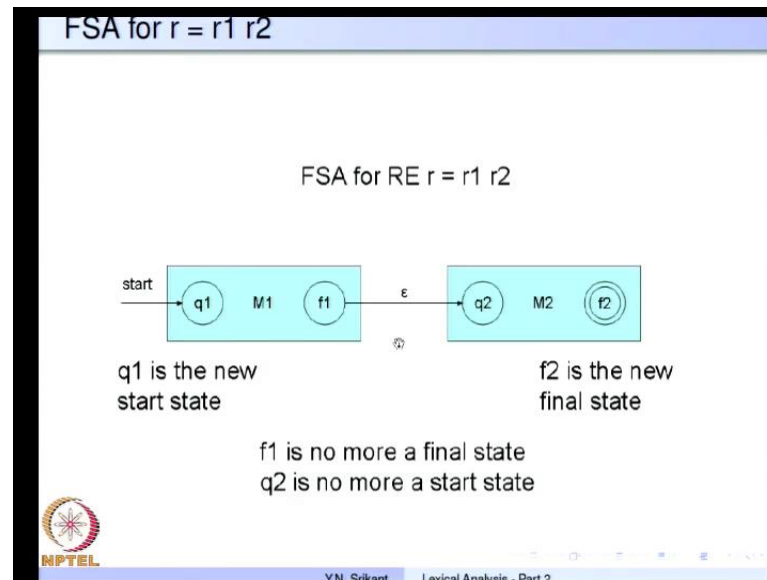 FSA for r = r1 r2
FSA for RE r = r1 r2
start
q1 M1 f1 ε q2 M2 f2
q1 is the new
start state
f2 is the new
final state
f1 is no more a final state
q2 is no more a start state
NPTEL
Y.N. Srikant Lexical Analysis - Part 2